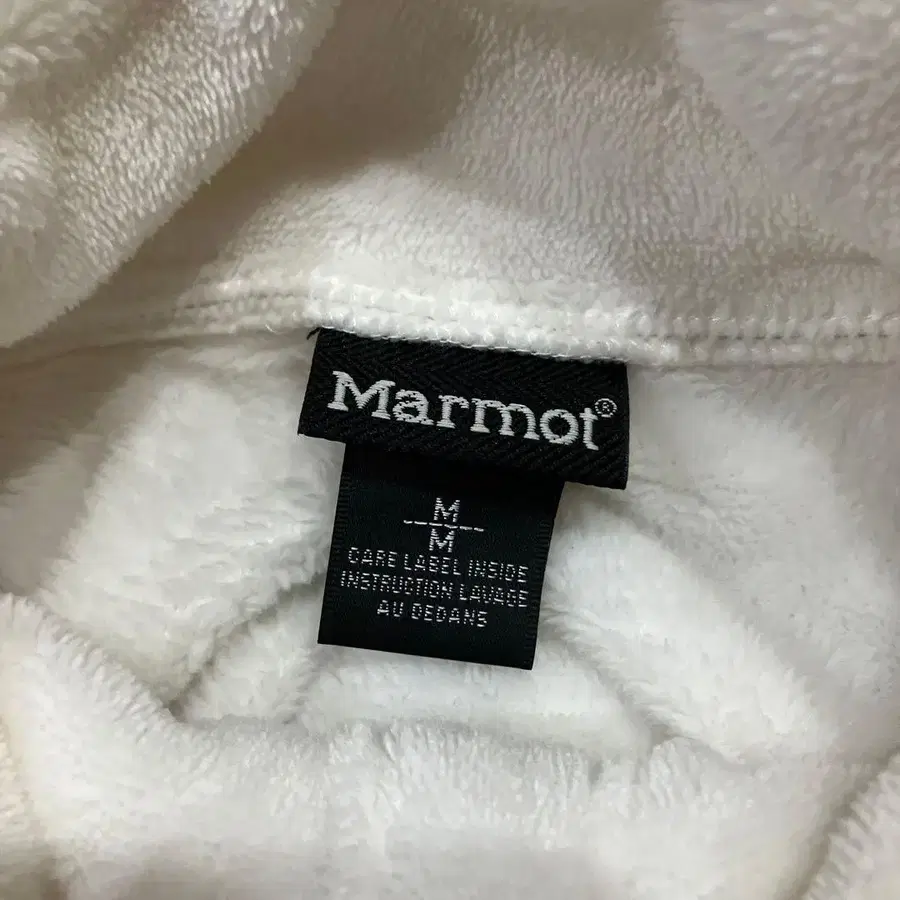 Marmot®
M
M
CARE LABEL INSIDE
INSTRUCTION LAVAGE
AU DEDANS